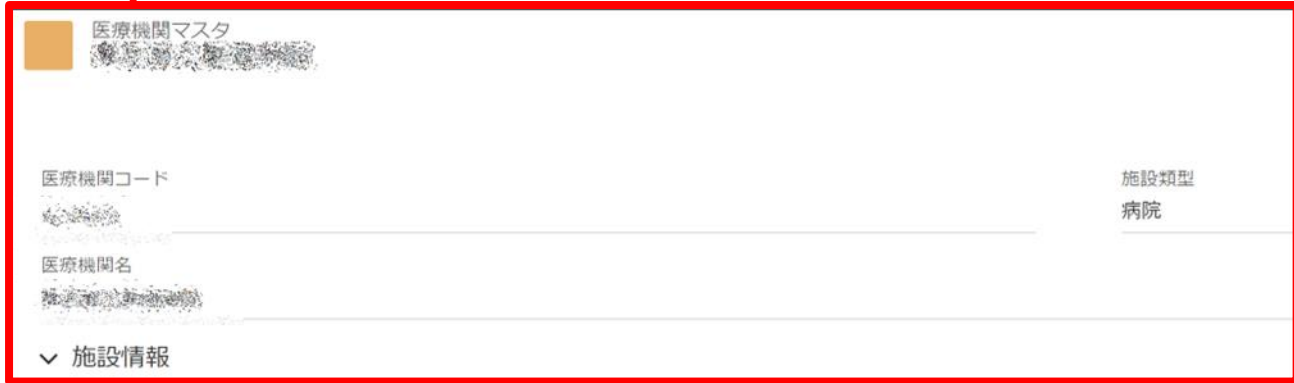 医療機関マスタ
医療機関コード
施設類型
病院
医療機関名
施設情報